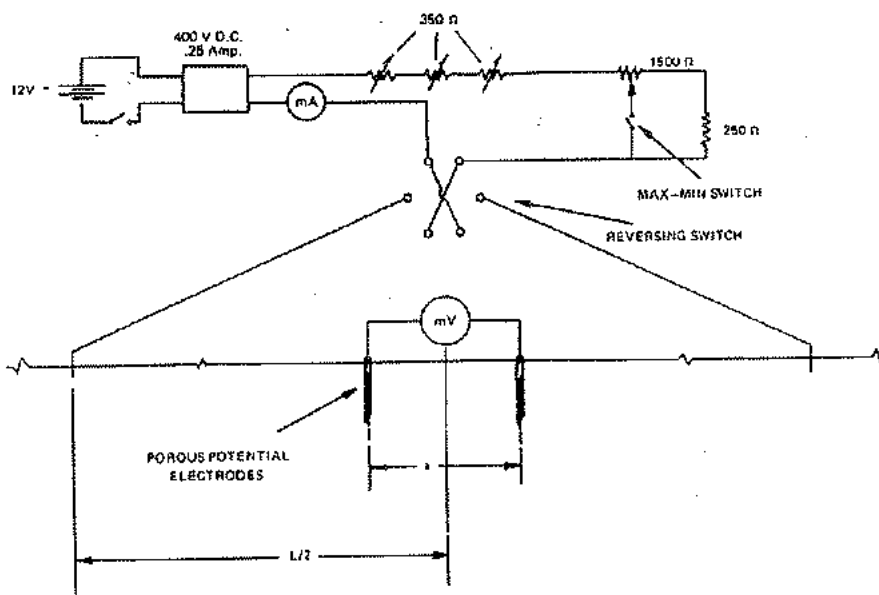 400 V D.C.
.25 Amp.
350 Ω
1500 Ω
12V
mA
250 Ω
MAX-MIN SWITCH
REVERSING SWITCH
mV
POROUS POTENTIAL
ELECTRODES
a
L/2